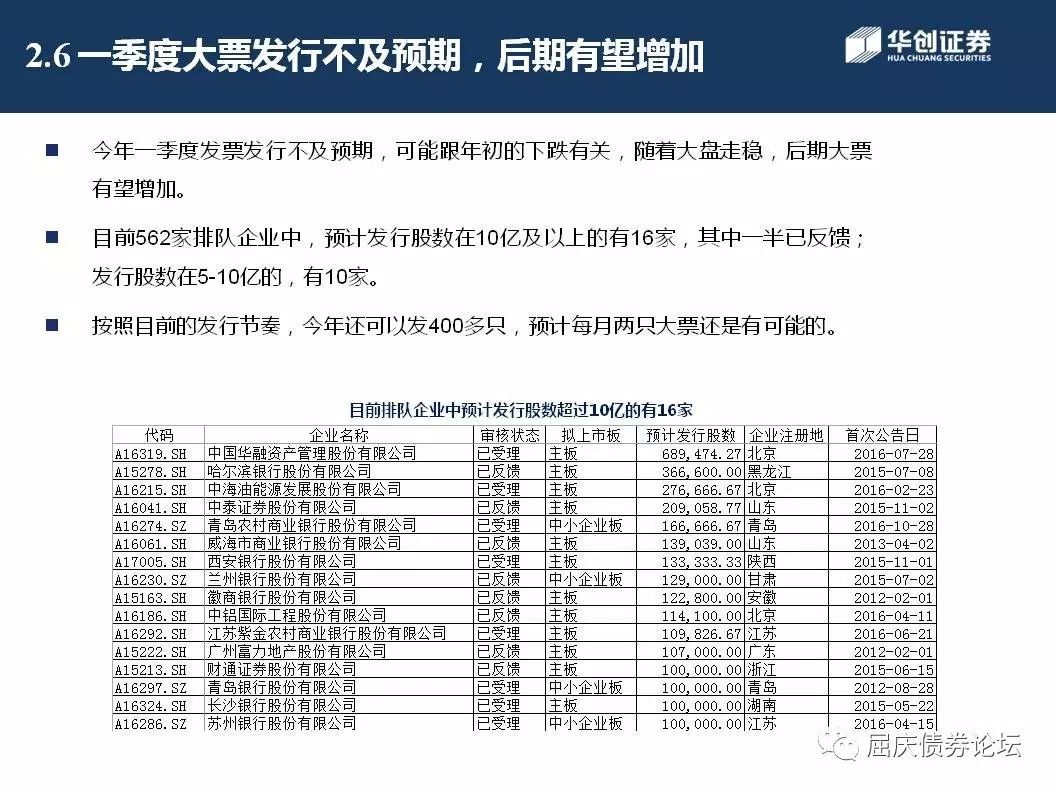 2.6 一季度大票发行不及预期，后期有望增加
华创证券
HUA CHUANG SECURITIES
今年一季度发票发行不及预期，可能跟年初的下跌有关，随着大盘走稳，后期大票
有望增加。
目前562家排队企业中，预计发行股数在10亿及以上的有16家，其中一半已反馈；
发行股数在5-10亿的，有10家。
按照目前的发行节奏，今年还可以发400多只，预计每月两只大票还是有可能的。
目前排队企业中预计发行股数超过10亿的有16家
代码 企业名称 审核状态 拟上市板 预计发行股数 企业注册地 首次公告日
A16319.SH 中国华融资产管理股份有限公司 已受理 主板 689,474.27 北京 2016-07-28
A15278.SH 哈尔滨银行股份有限公司 已反馈 主板 366,600.00 黑龙江 2015-07-08
A16215.SH 中海油能源发展股份有限公司 已受理 主板 276,666.67 北京 2016-02-23
A16041.SH 中泰证券股份有限公司 已反馈 主板 209,058.77 山东 2015-11-02
A16274.SZ 青岛农村商业银行股份有限公司 已受理 中小企业板 166,666.67 青岛 2016-10-28
A16061.SH 威海市商业银行股份有限公司 已反馈 主板 139,039.00 山东 2013-04-02
A17005.SH 西安银行股份有限公司 已受理 主板 133,333.33 陕西 2015-11-01
A16230.SZ 兰州银行股份有限公司 已反馈 中小企业板 129,000.00 甘肃 2015-07-02
A15163.SH 徽商银行股份有限公司 已反馈 主板 122,800.00 安徽 2012-02-01
A16186.SH 中铝国际工程股份有限公司 已反馈 主板 114,100.00 北京 2016-04-11
A16292.SH 江苏紫金农村商业银行股份有限公司 已受理 主板 109,826.67 江苏 2016-06-21
A15222.SH 广州富力地产股份有限公司 已反馈 主板 107,000.00 广东 2012-02-01
A15213.SH 财通证券股份有限公司 已反馈 主板 100,000.00 浙江 2015-06-15
A16297.SZ 青岛银行股份有限公司 已受理 中小企业板 100,000.00 青岛 2012-08-28
A16324.SH 长沙银行股份有限公司 已受理 主板 100,000.00 湖南 2015-05-22
A16286.SZ 苏州银行股份有限公司 已受理 中小企业板 100,000.00 江苏 2016-04-15
屈庆债券论坛